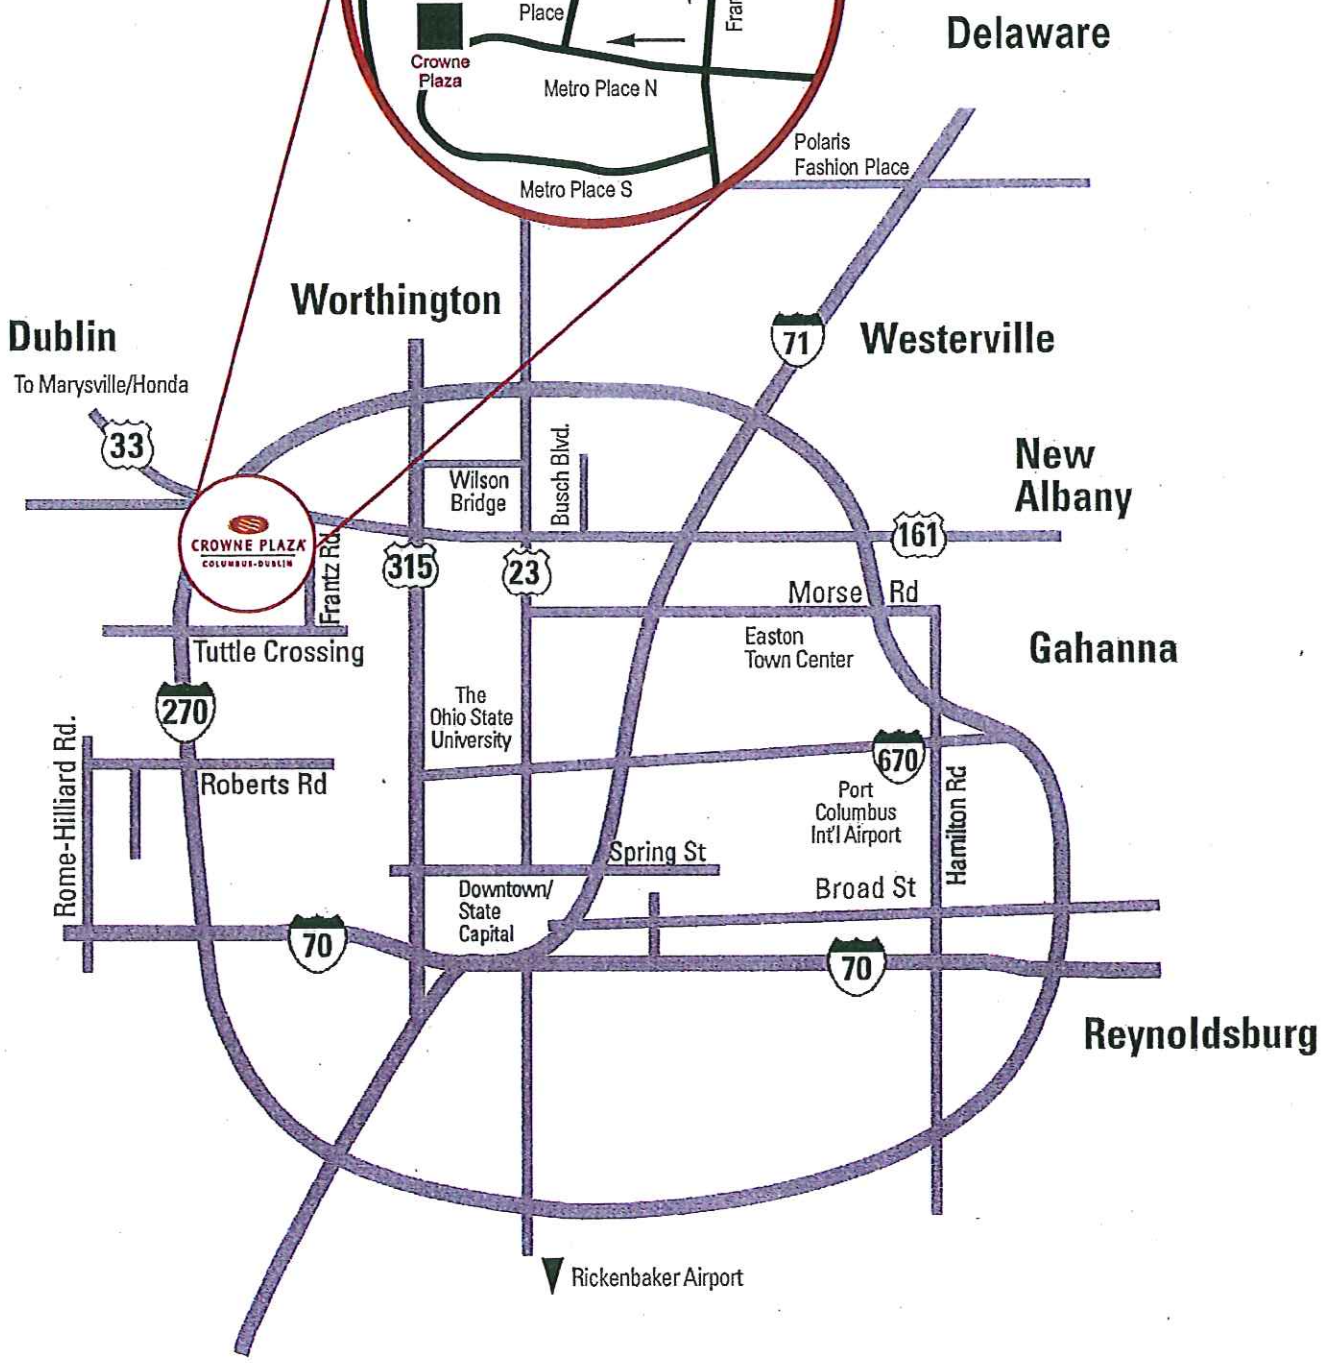 Place
Fran
Delaware
Crowne
Plaza
Metro Place N
Polaris
Fashion Place
Metro Place S
Worthington
Dublin
71
Westerville
To Marysville/Honda
33
Wilson
Bridge
Busch Blvd.
New
Albany
CROWNE PLAZA
COLUMBUS-DUBLIN
Frantz Rd
315
23
161
Morse Rd
Easton
Town Center
Gahanna
Tuttle Crossing
270
The
Ohio State
University
Rome-Hilliard Rd.
Roberts Rd
670
Port
Columbus
Int'l Airport
Hamilton Rd
Spring St
Broad St
Downtown/
State
Capital
70
70
Reynoldsburg
Rickenbaker Airport